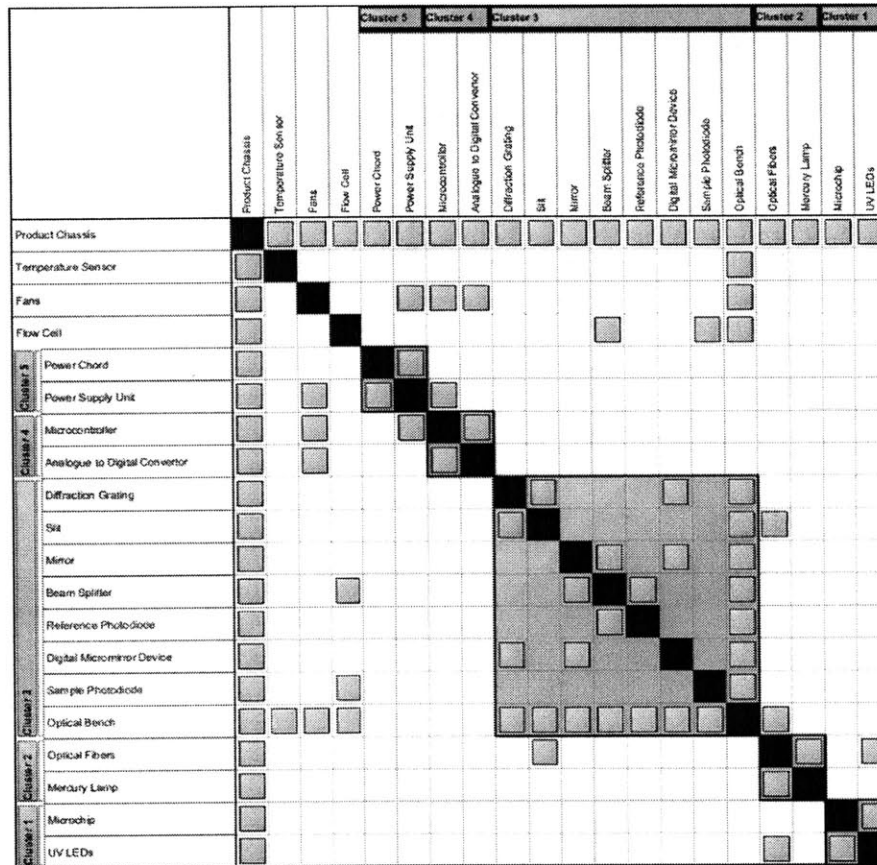 Cluster 5 Cluster 4 Cluster 3 Cluster 2 Cluster 1
Product Chassis
Temperature Sensor
Fans
Flow Cell
Power Chord
Power Supply Unit
Microcontroller
Analogue to Digital Convertor
Diffraction Grating
Slit
Mirror
Beam Splitter
Reference Photodiode
Digital Micromirror Device
Sample Photodiode
Optical Bench
Optical Fibers
Mercury Lamp
Microchip
UV LEDs
Product Chassis
Temperature Sensor
Fans
Flow Cell
Cluster 5
Power Chord
Power Supply Unit
Cluster 4
Microcontroller
Analogue to Digital Convertor
Cluster 3
Diffraction Grating
Slit
Mirror
Beam Splitter
Reference Photodiode
Digital Micromirror Device
Sample Photodiode
Optical Bench
Cluster 2
Optical Fibers
Mercury Lamp
Cluster 1
Microchip
UV LEDs